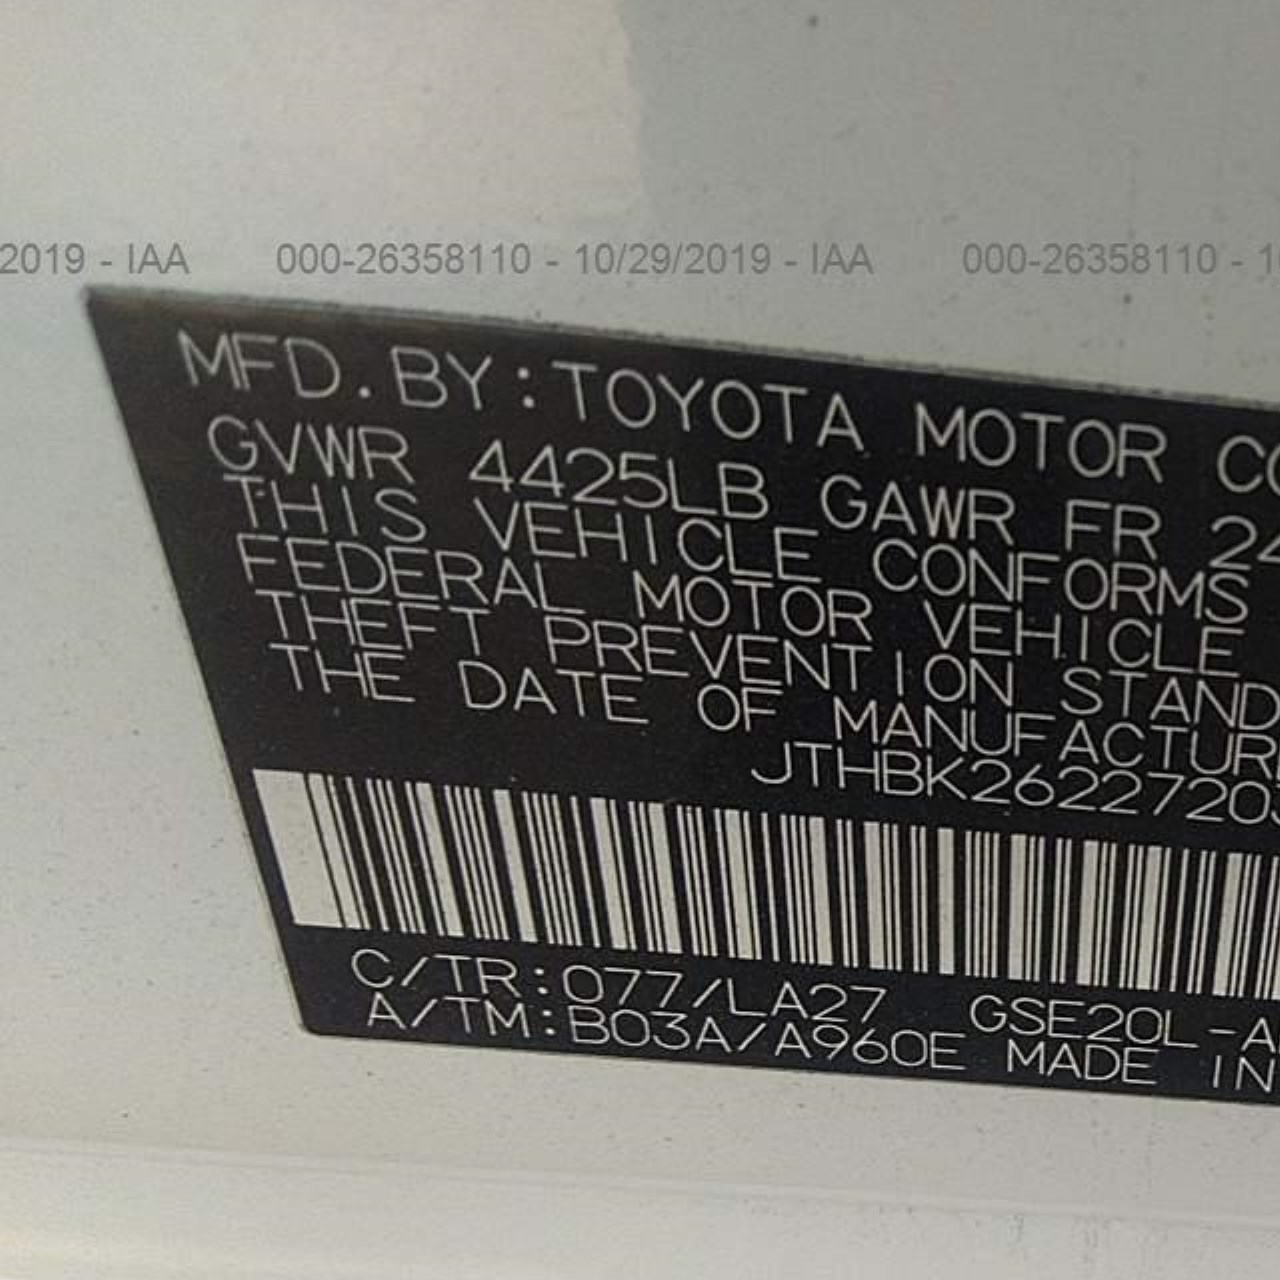 2019 - IAA 000-26358110 - 10/29/2019 - IAA 000-26358110 - 10
MFD. BY: TOYOTA MOTOR CO
GVWR 4425LB GAWR FR 24
THIS VEHICLE CONFORMS
FEDERAL MOTOR VEHICLE
THEFT PREVENTION STAND
THE DATE OF MANUFACTUR
JTHBK26227203
C/TR:077/LA27 GSE20L-A
A/TM:B03A/A960E MADE IN